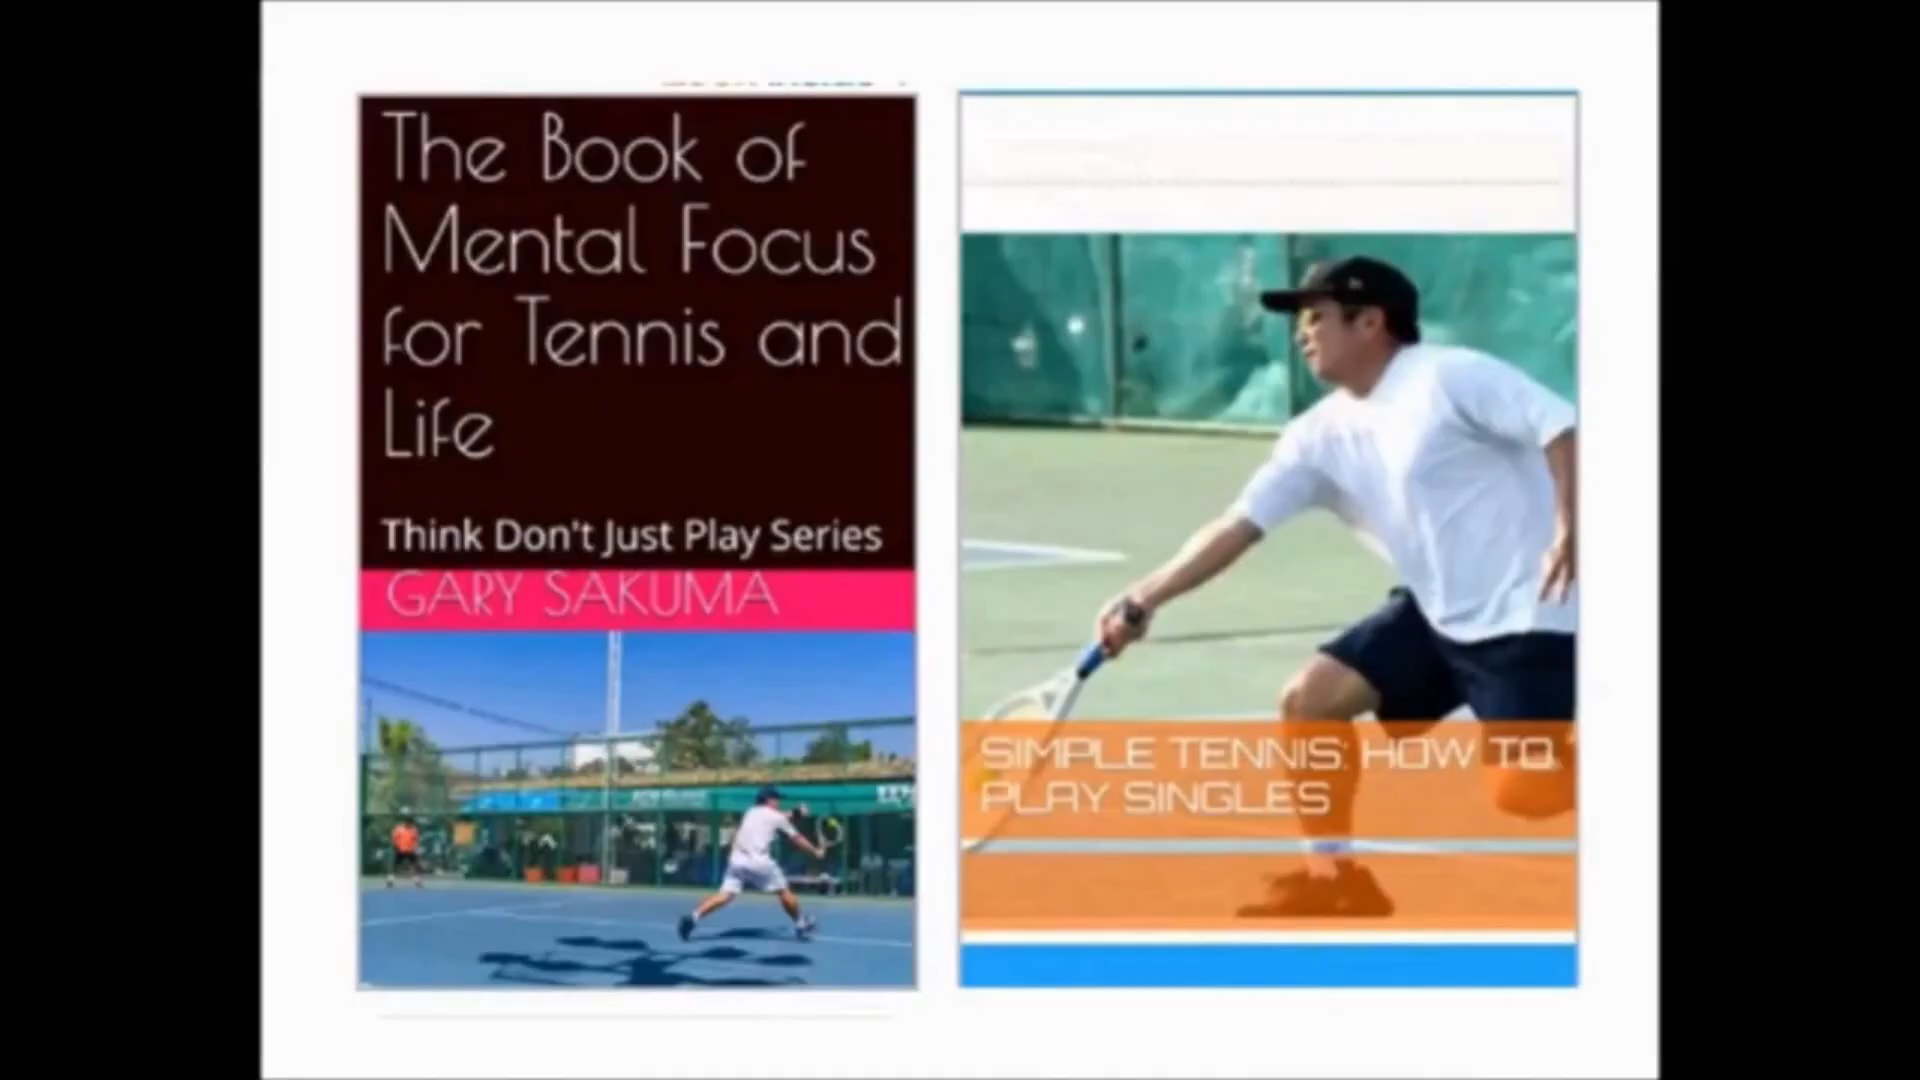 The Book of
Mental Focus
for Tennis and
Life
Think Don't Just Play Series
GARY SAKUMA
SIMPLE TENNIS: HOW TO
PLAY SINGLES